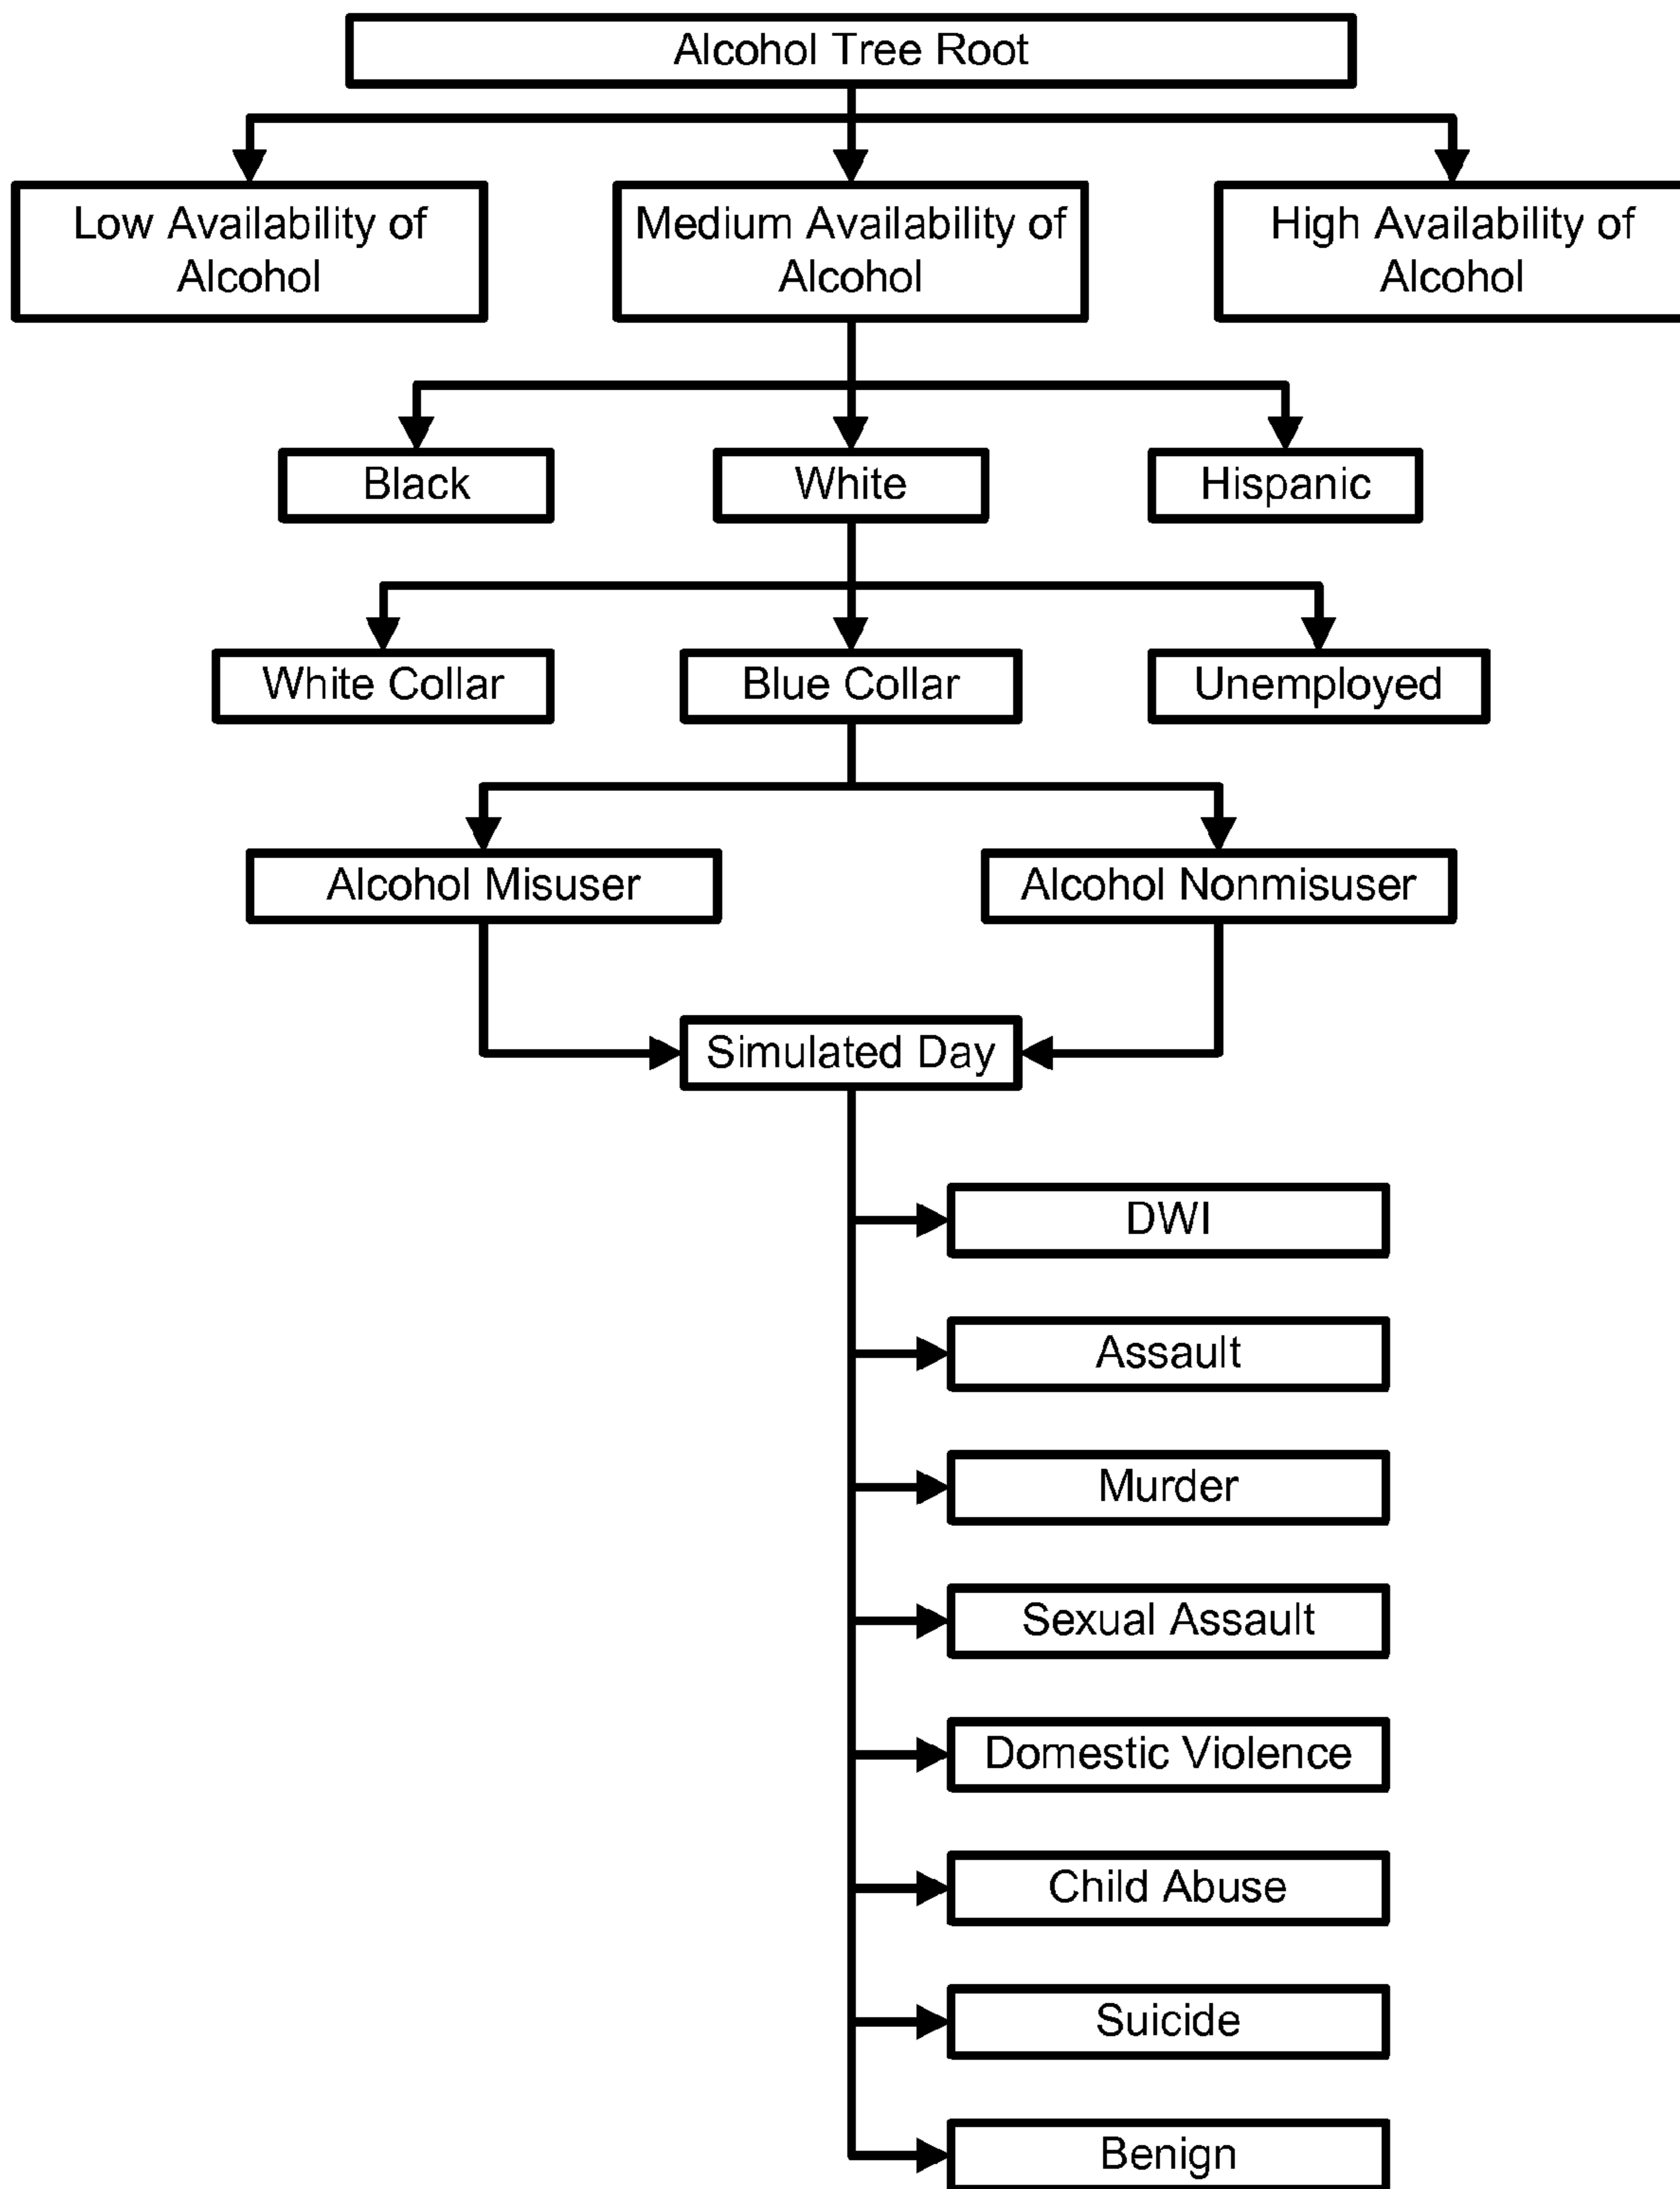 Alcohol Tree Root
Low Availability of
Alcohol
Medium Availability of
Alcohol
High Availability of
Alcohol
Black
White
Hispanic
White Collar
Blue Collar
Unemployed
Alcohol Misuser
Alcohol Nonmisuser
Simulated Day
DWI
Assault
Murder
Sexual Assault
Domestic Violence
Child Abuse
Suicide
Benign